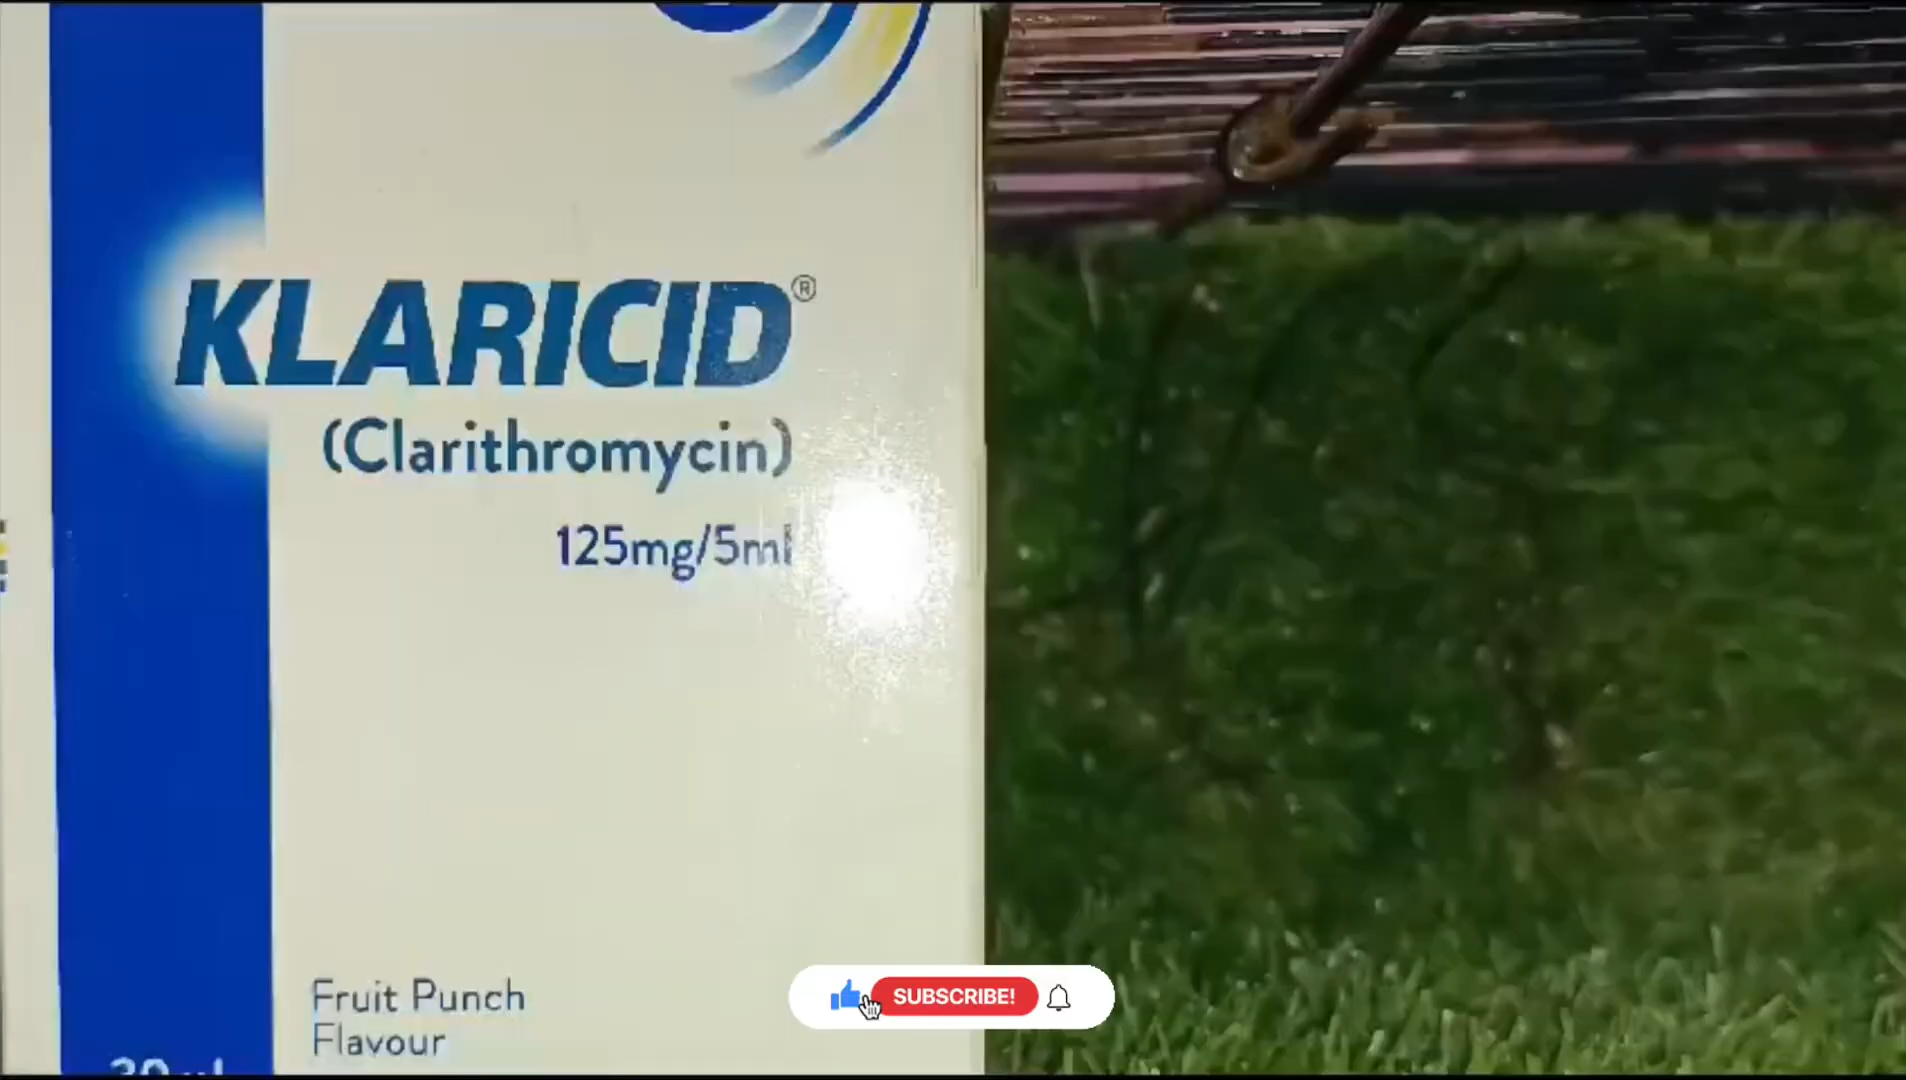 KLARICID®
(Clarithromycin)
125mg/5ml
Fruit Punch
Flavour
SUBSCRIBE!